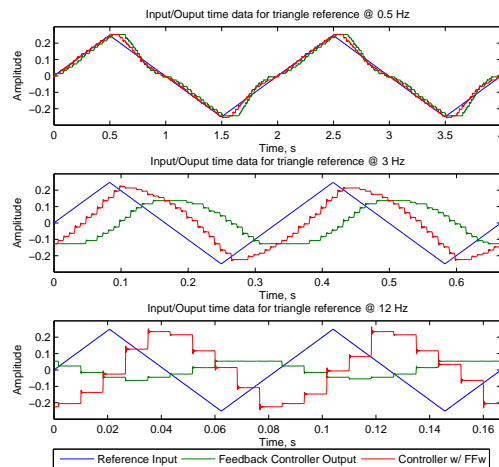 Input/Ouput time data for triangle reference @ 0.5 Hz
Amplitude
0.2
0.1
0
−0.1
−0.2
0 0.5 1 1.5 2 2.5 3 3.5 4
Time, s
Input/Ouput time data for triangle reference @ 3 Hz
Amplitude
0.2
0.1
0
−0.1
−0.2
0 0.1 0.2 0.3 0.4 0.5 0.6
Time, s
Input/Ouput time data for triangle reference @ 12 Hz
Amplitude
0.2
0.1
0
−0.1
−0.2
0 0.02 0.04 0.06 0.08 0.1 0.12 0.14 0.16
Time, s
Reference Input Feedback Controller Output Controller w/ FFw